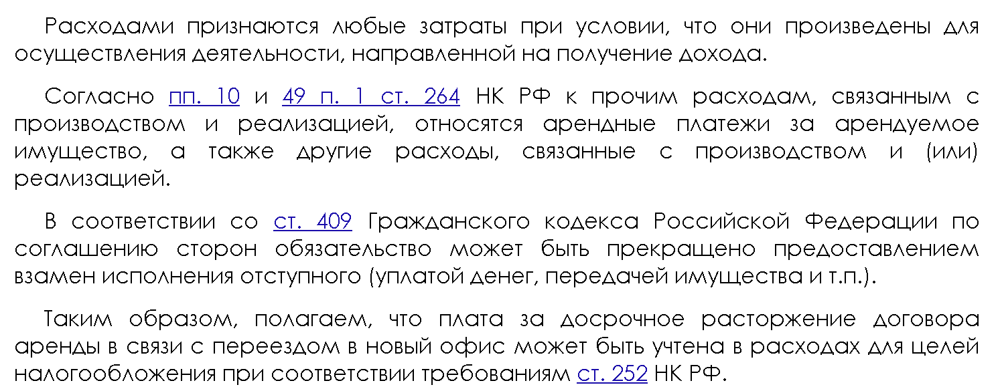 Расходами признаются любые затраты при условии, что они произведены для
осуществления деятельности, направленной на получение дохода.
Согласно пп. 10 и 49 п. 1 ст. 264 НК РФ к прочим расходам, связанным с
производством и реализацией, относятся арендные платежи за арендуемое
имущество, а также другие расходы, связанные с производством и (или)
реализацией.
В соответствии со ст. 409 Гражданского кодекса Российской Федерации по
соглашению сторон обязательство может быть прекращено предоставлением
взамен исполнения отступного (уплатой денег, передачей имущества и т.п.).
Таким образом, полагаем, что плата за досрочное расторжение договора
аренды в связи с переездом в новый офис может быть учтена в расходах для целей
налогообложения при соответствии требованиям ст. 252 НК РФ.